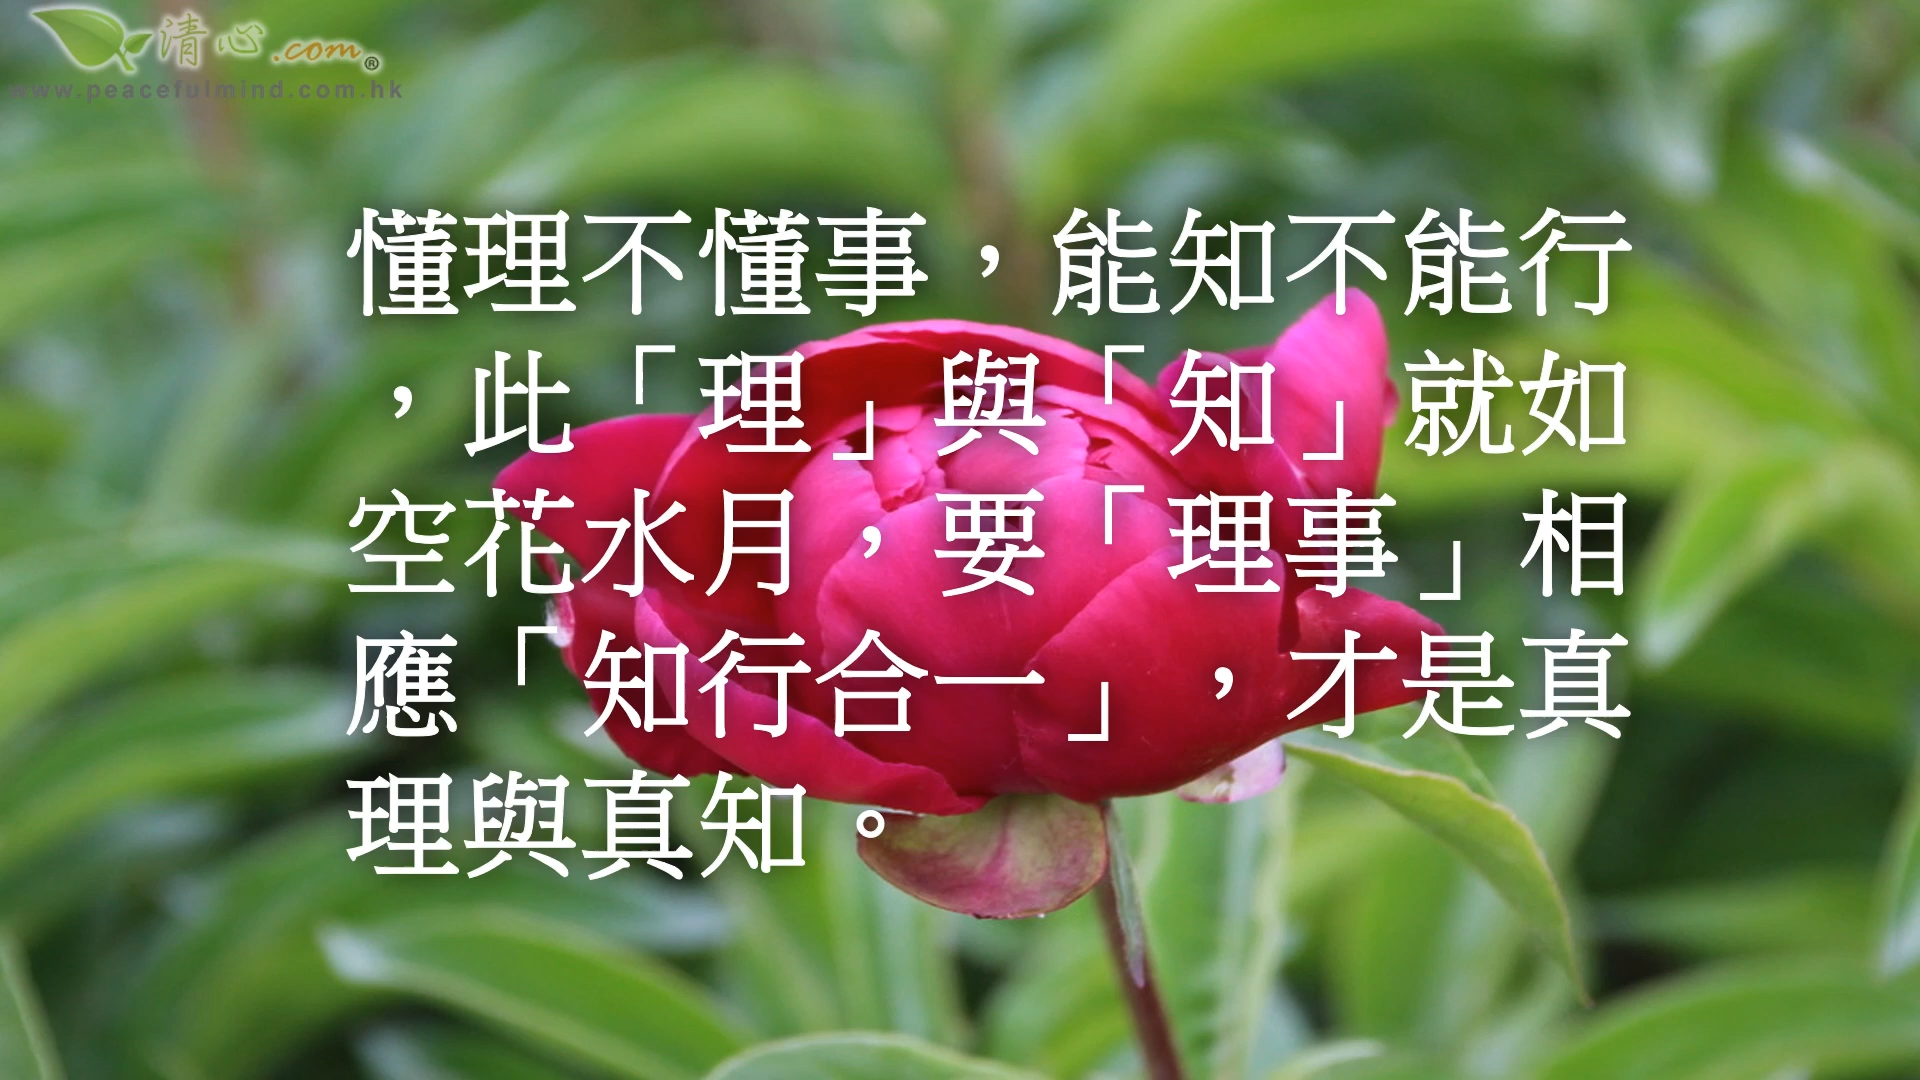 清心.com®
www.peacefulmind.com.hk
懂理不懂事，能知不能行
，此「理」與「知」就如
空花水月，要「理事」相
應「知行合一」，才是真
理與真知。